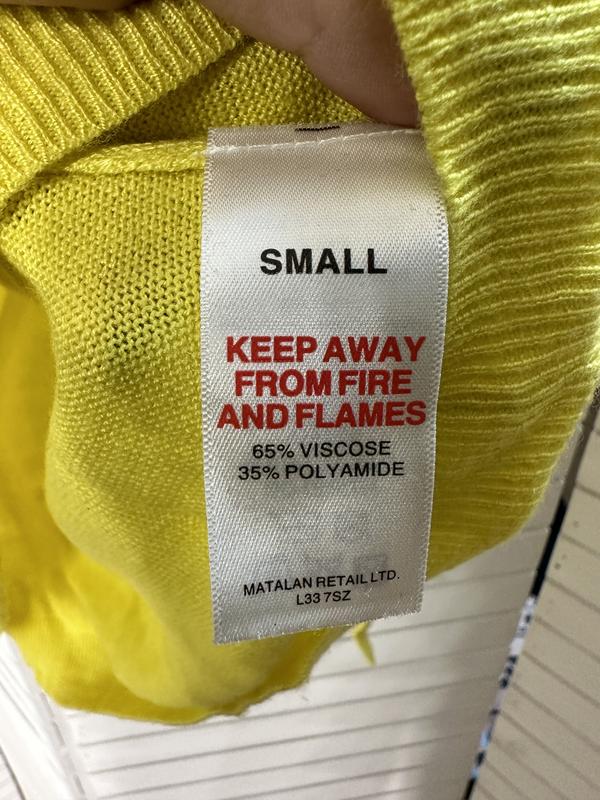 SMALL
KEEP AWAY
FROM FIRE
AND FLAMES
65% VISCOSE
35% POLYAMIDE
MATALAN RETAIL LTD.
L33 7SZ